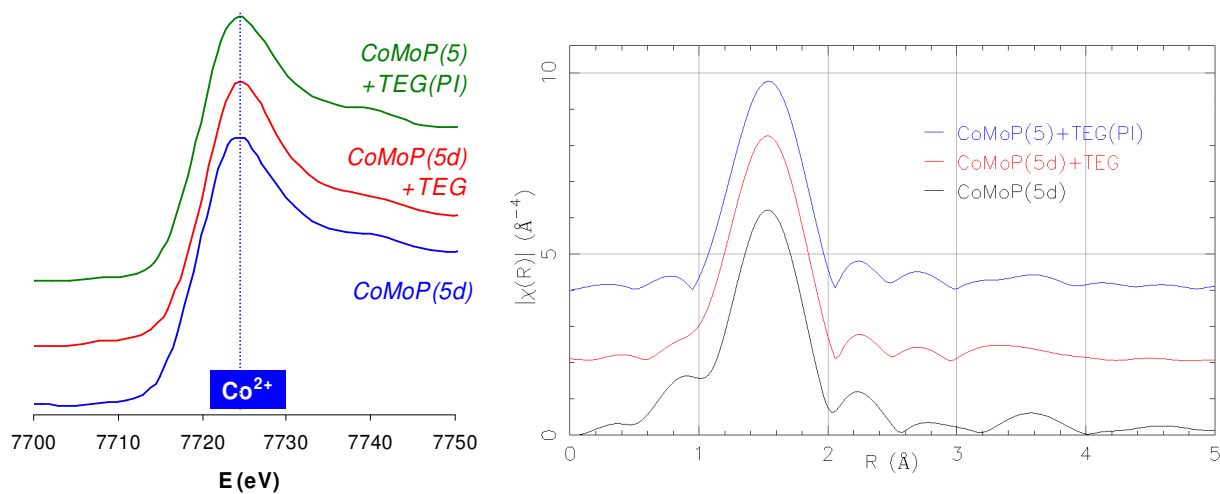 CoMoP(5)
+TEG(PI)
CoMoP(5d)
+TEG
CoMoP(5d)
Co2+
7700 7710 7720 7730 7740 7750
E (eV)
10
5
0
|χ(R)| (Å−4)
CoMoP(5)+TEG(PI)
CoMoP(5d)+TEG
CoMoP(5d)
0 1 2 3 4 5
R (Å)